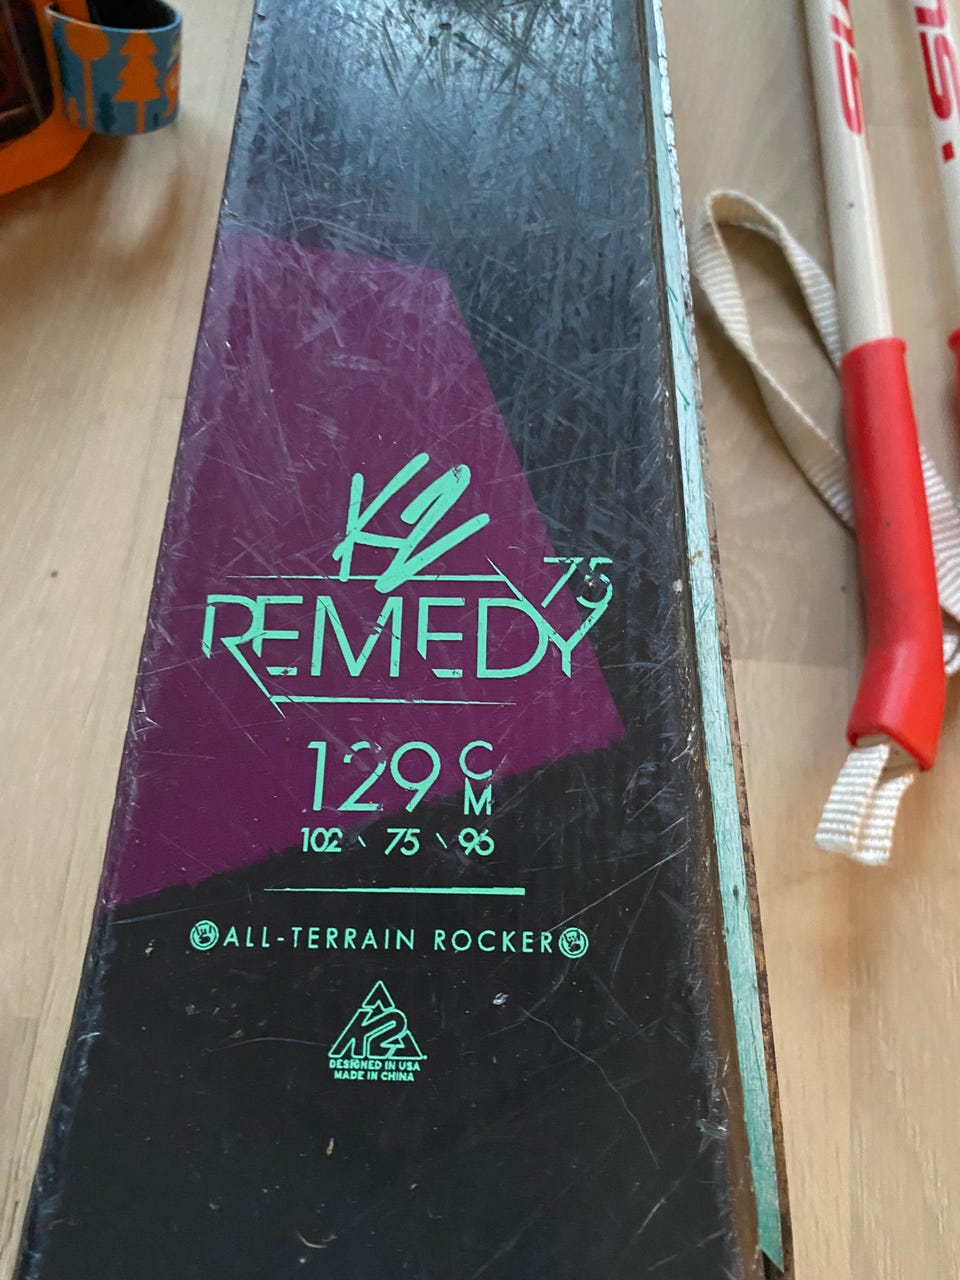 K2
75
REMEDY
129 CM
102 \ 75 \ 96
ALL-TERRAIN ROCKER
K2
DESIGNED IN USA
MADE IN CHINA